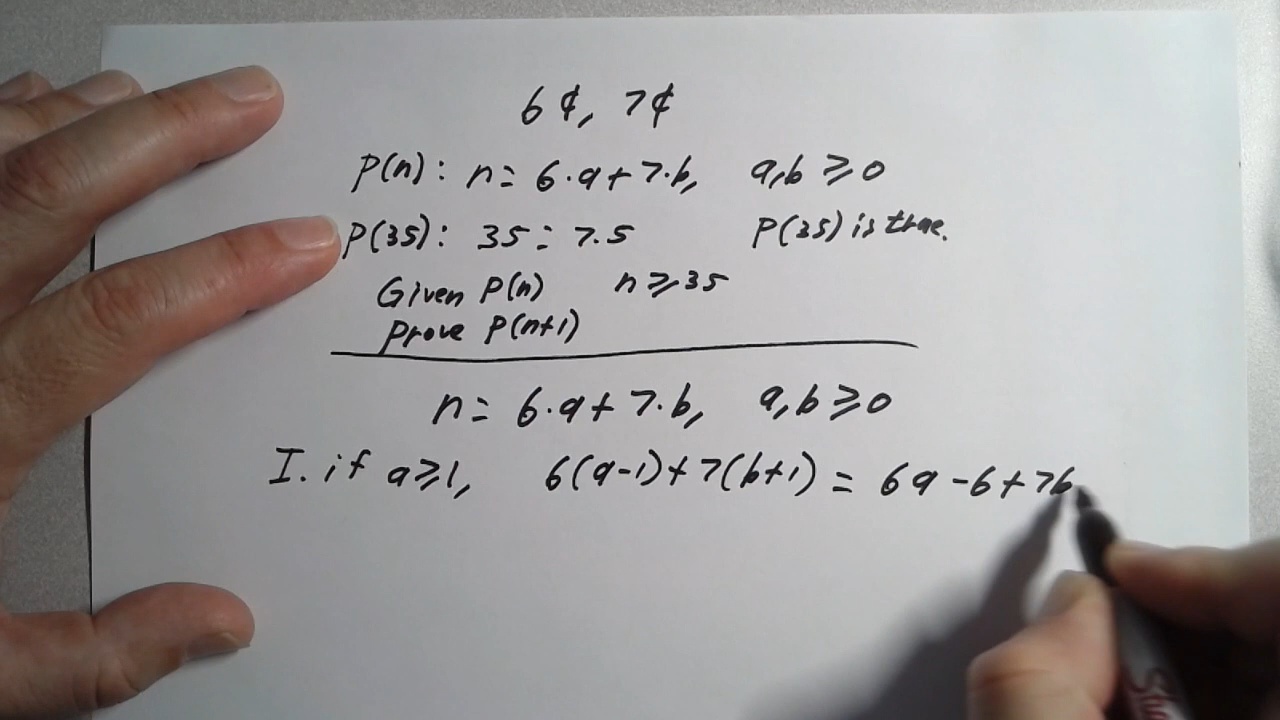 6¢, 7¢
P(n): n = 6·a + 7·b, a,b ≥ 0
P(35): 35 = 7·5 P(35) is true.
Given P(n) n ≥ 35
Prove P(n+1)
n = 6·a + 7·b, a,b ≥ 0
I. if a ≥ 1, 6(a-1) + 7(b+1) = 6a - 6 + 7b